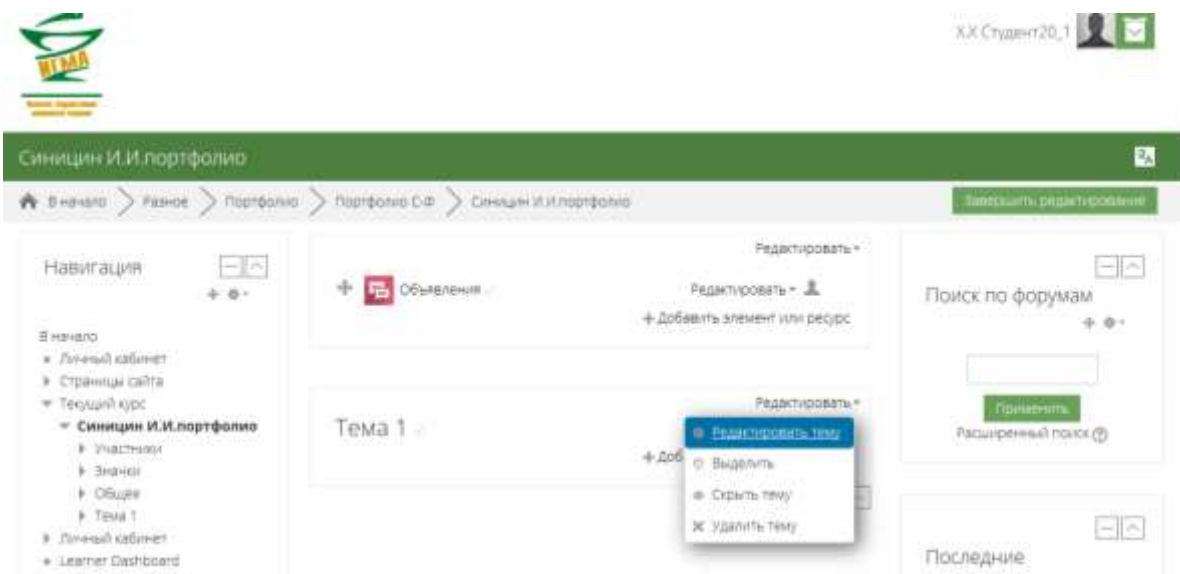 Х.Х Студент20_1
ИГМА
Синицин И.И.портфолио
В начало
Разное
Портфолио
Портфолио С-Ф
Синицин И.И.портфолио
Завершить редактирование
Навигация
В начало
Личный кабинет
Страницы сайта
Текущий курс
Синицин И.И.портфолио
Участники
Значки
Общее
Тема 1
Личный кабинет
Learner Dashboard
Редактировать
Объявления
Редактировать
+ Добавить элемент или ресурс
Тема 1
Редактировать
Редактировать тему
+ Доб
Выделить
Скрыть тему
Удалить тему
Поиск по форумам
Применить
Расширенный поиск
Последние